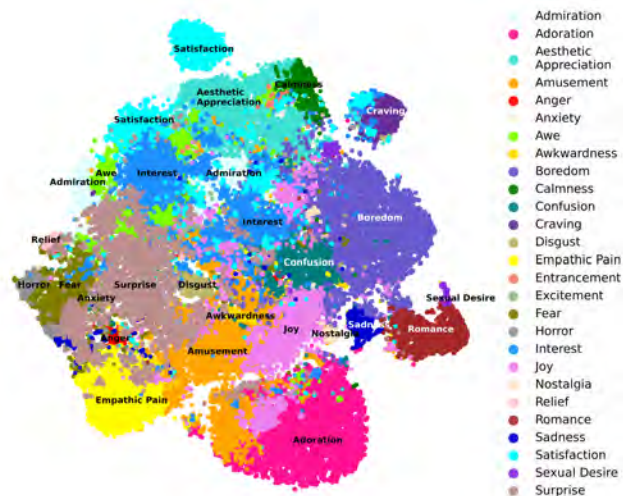 Satisfaction
Aesthetic
Appreciation
Calmness
Craving
Satisfaction
Awe
Interest
Admiration
Admiration
Interest
Boredom
Relief
Confusion
Horror
Fear
Anxiety
Surprise
Disgust
Sexual Desire
Awkwardness
Anger
Joy
Nostalgia
Sadness
Romance
Amusement
Empathic Pain
Adoration
Admiration
Adoration
Aesthetic
Appreciation
Amusement
Anger
Anxiety
Awe
Awkwardness
Boredom
Calmness
Confusion
Craving
Disgust
Empathic Pain
Entrancement
Excitement
Fear
Horror
Interest
Joy
Nostalgia
Relief
Romance
Sadness
Satisfaction
Sexual Desire
Surprise